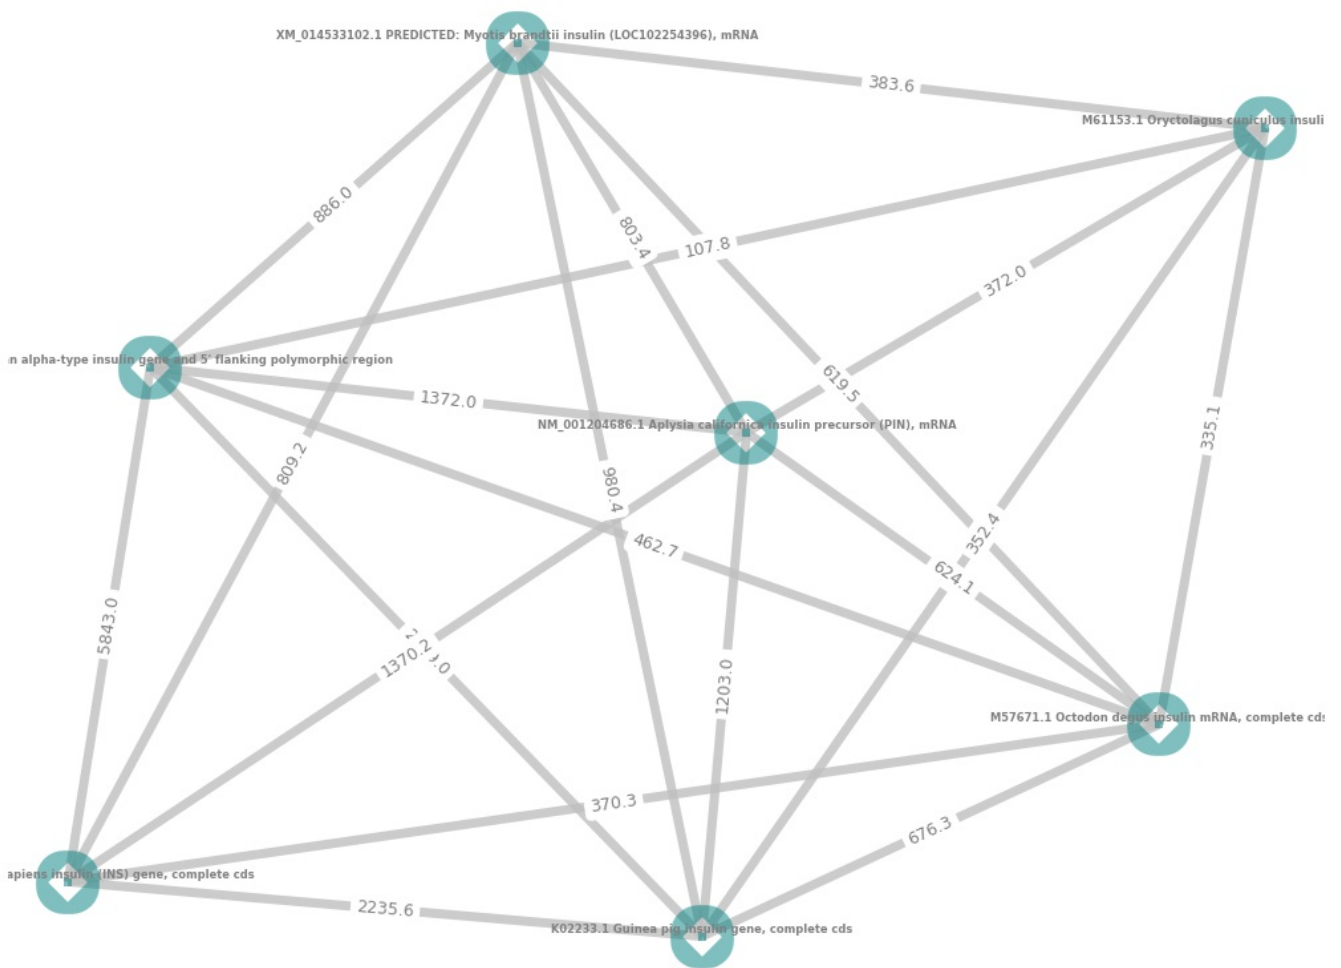 XM_014533102.1 PREDICTED: Myotis brandtii insulin (LOC102254396), mRNA
383.6
M61153.1 Oryctolagus cuniculus insuli
886.0
803.4
107.8
372.0
n alpha-type insulin gene and 5' flanking polymorphic region
1372.0
619.5
NM_001204686.1 Aplysia californica insulin precursor (PIN), mRNA
335.1
809.2
980.4
352.4
462.7
624.1
5843.0
1370.2
1203.0
M57671.1 Octodon degus insulin mRNA, complete cds
370.3
676.3
apiens insulin (INS) gene, complete cds
2235.6
K02233.1 Guinea pig insulin gene, complete cds